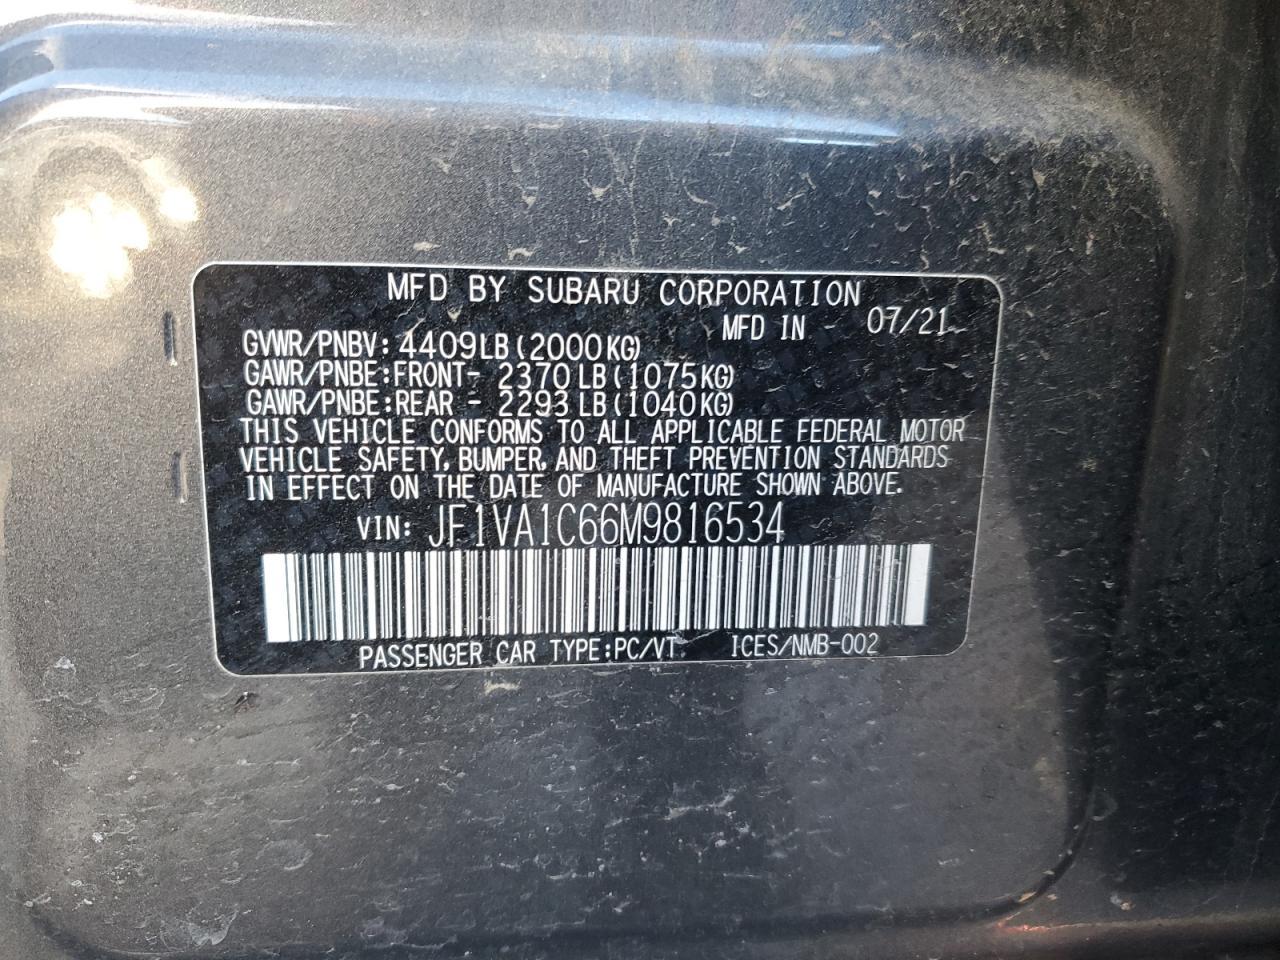 MFD BY SUBARU CORPORATION
MFD IN 07/21
GVWR/PNBV: 4409LB (2000KG)
GAWR/PNBE:FRONT- 2370LB (1075KG)
GAWR/PNBE:REAR - 2293LB (1040KG)
THIS VEHICLE CONFORMS TO ALL APPLICABLE FEDERAL MOTOR
VEHICLE SAFETY, BUMPER, AND THEFT PREVENTION STANDARDS
IN EFFECT ON THE DATE OF MANUFACTURE SHOWN ABOVE.
VIN: JF1VA1C66M9816534
PASSENGER CAR TYPE:PC/VT ICES/NMB-002